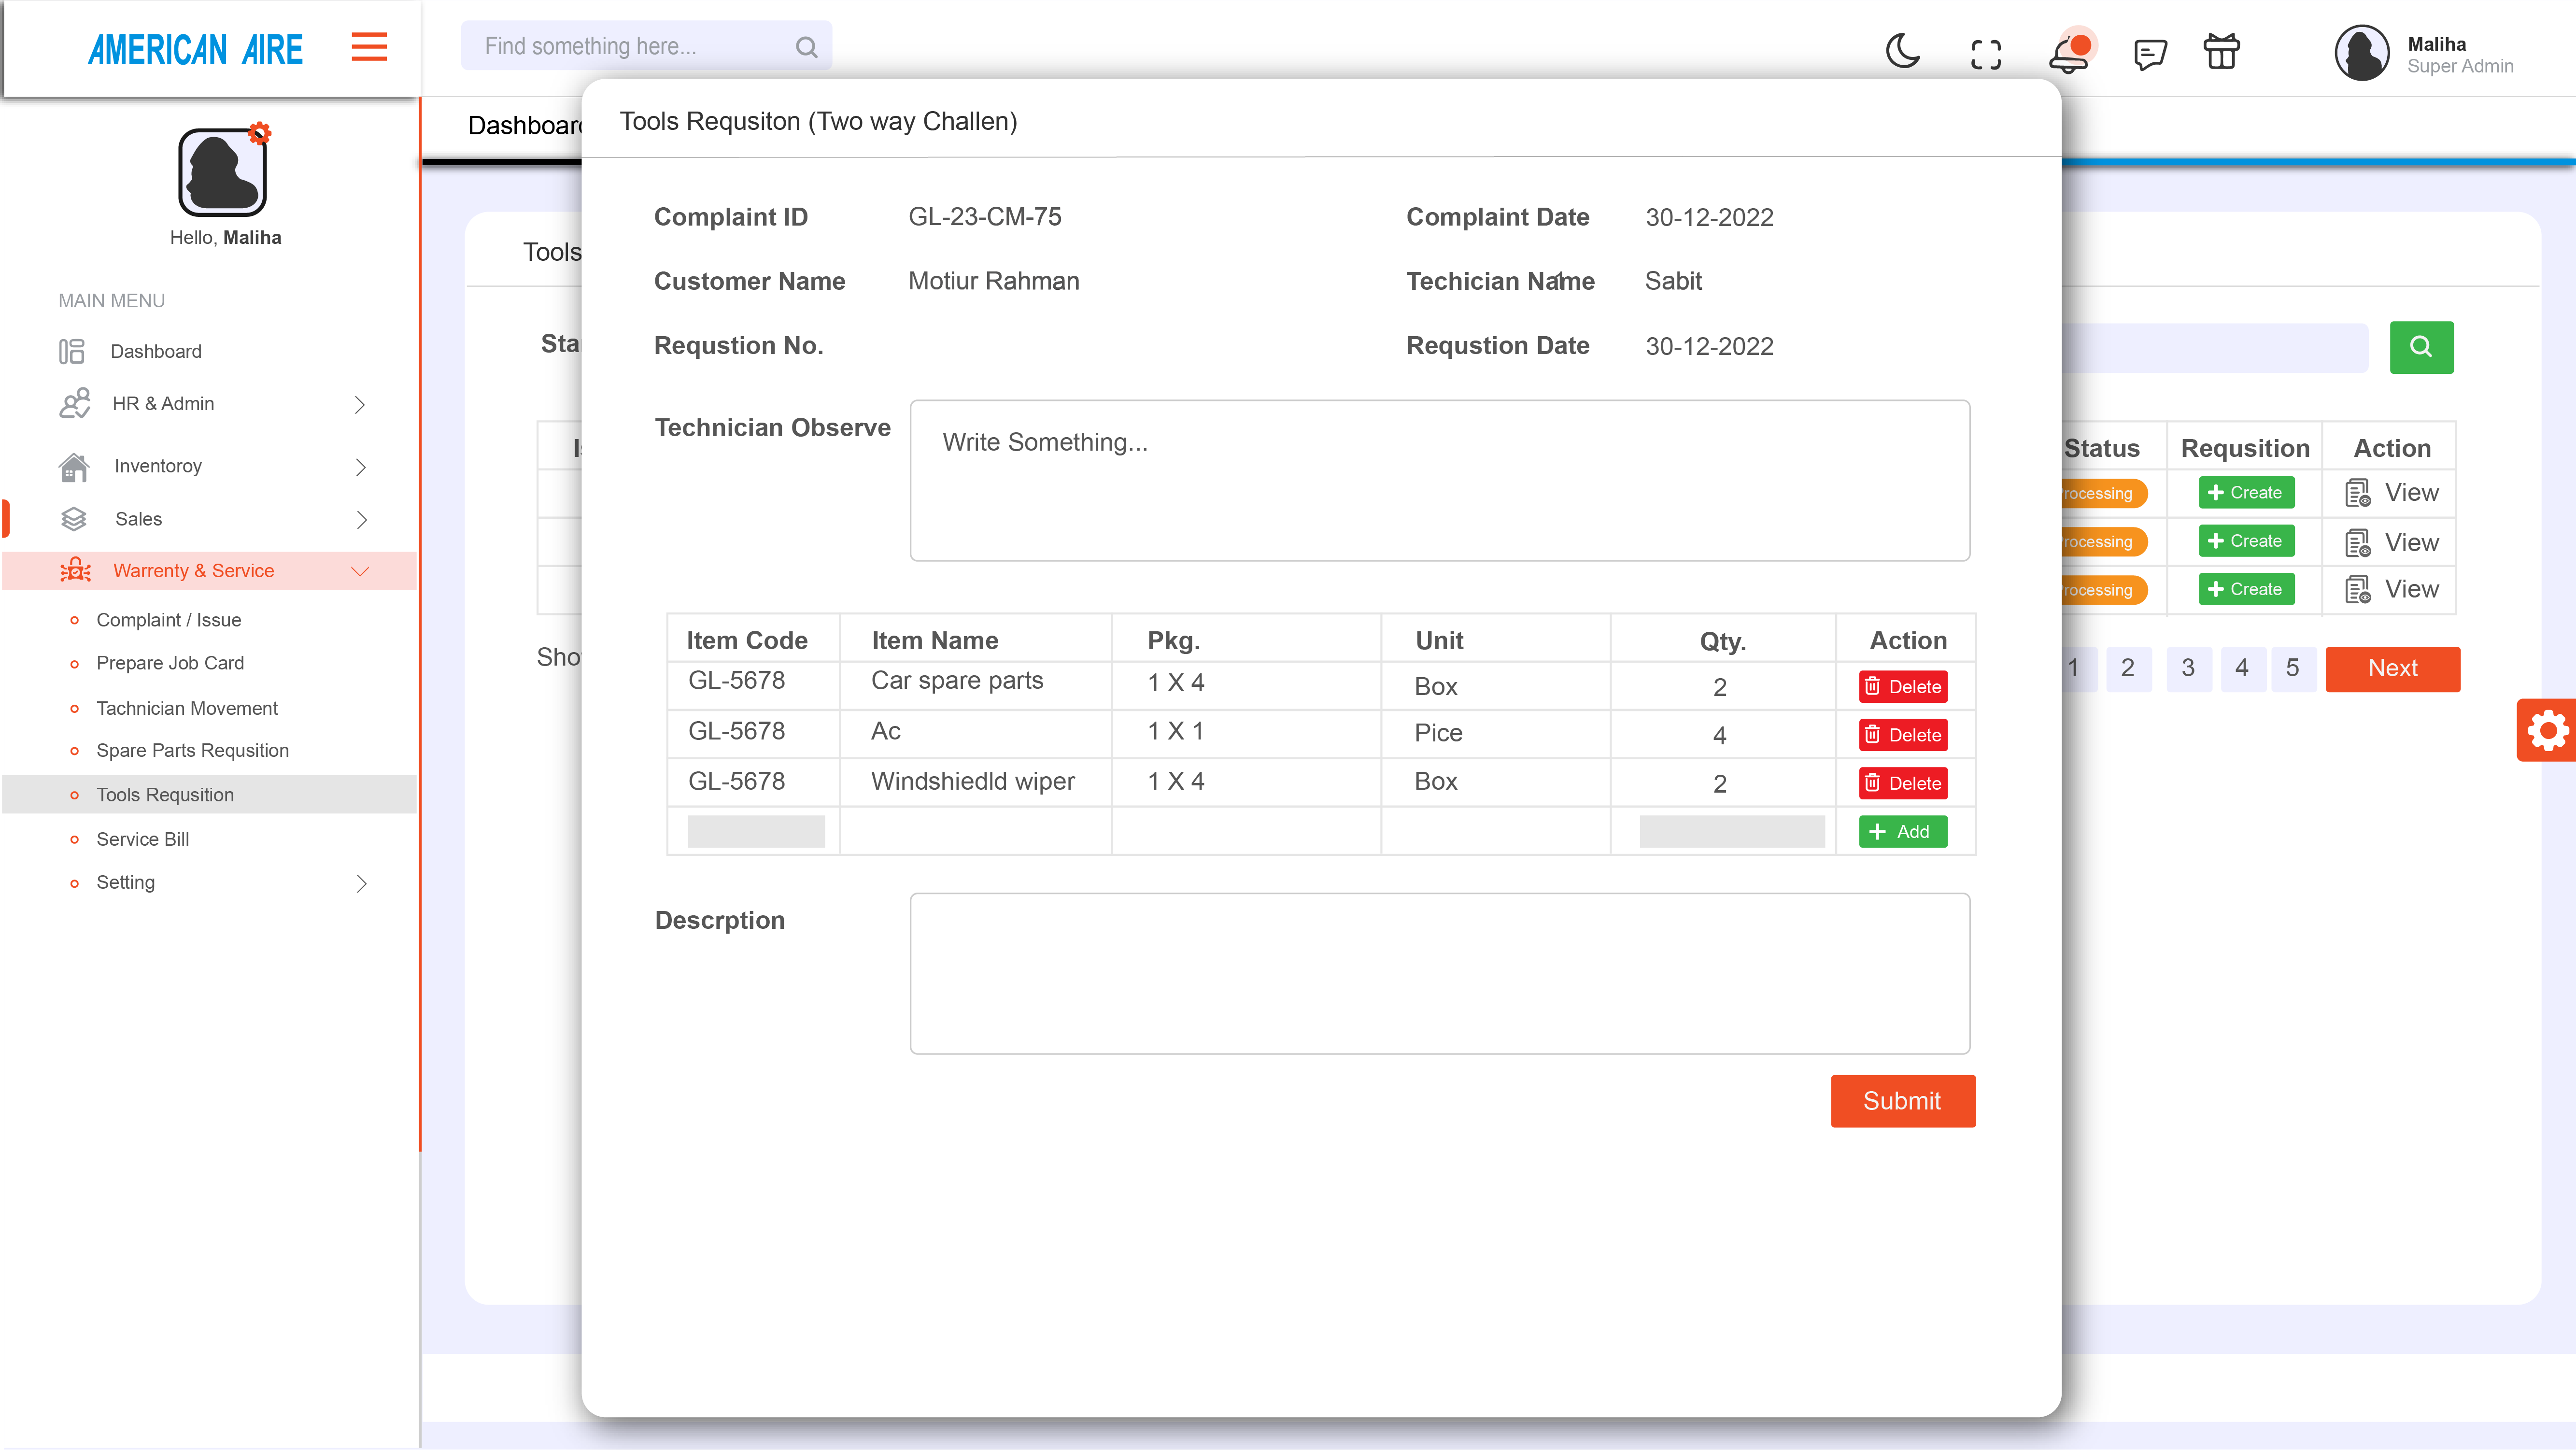 AMERICAN AIRE
Find something here...
Maliha
Super Admin
Hello, Maliha
MAIN MENU
Dashboard
HR & Admin
Inventoroy
Sales
Warrenty & Service
Complaint / Issue
Prepare Job Card
Tachnician Movement
Spare Parts Requsition
Tools Requsition
Service Bill
Setting
Tools Requsiton (Two way Challen)
Complaint ID GL-23-CM-75 Complaint Date 30-12-2022
Customer Name Motiur Rahman Techician Name Sabit
Requstion No. Requstion Date 30-12-2022
Technician Observe Write Something...
Item Code Item Name Pkg. Unit Qty. Action
GL-5678 Car spare parts 1 X 4 Box 2 Delete
GL-5678 Ac 1 X 1 Pice 4 Delete
GL-5678 Windshiedld wiper 1 X 4 Box 2 Delete
Add
Descrption
Submit
Tools
Status Requsition Action
Create View
Create View
Create View
1 2 3 4 5 Next